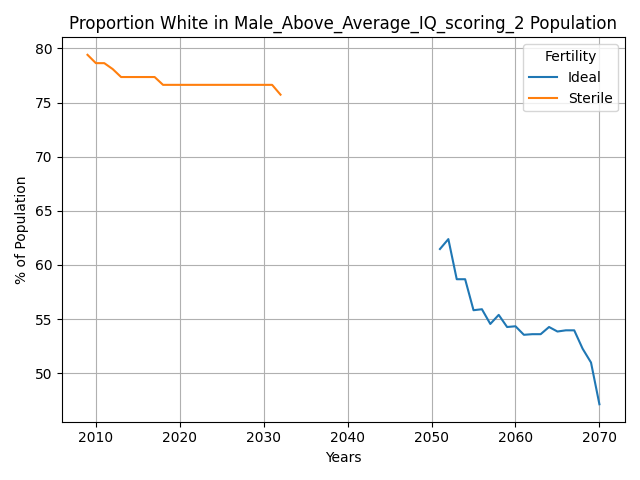 Proportion White in Male_Above_Average_IQ_scoring_2 Population
% of Population
80
75
70
65
60
55
50
Fertility
Ideal
Sterile
2010 2020 2030 2040 2050 2060 2070
Years